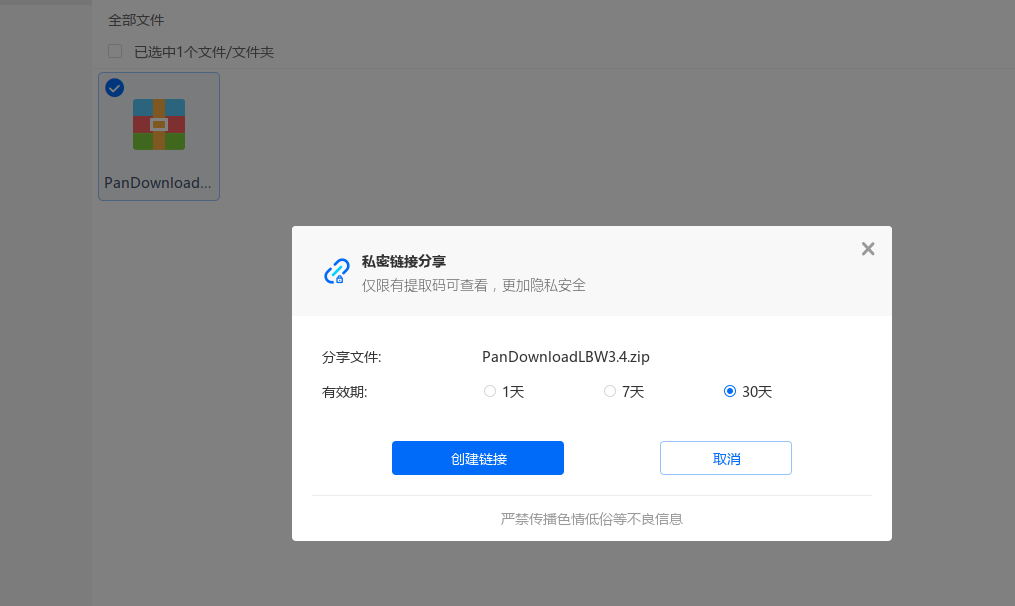 全部文件
已选中1个文件/文件夹
PanDownload...
私密链接分享
仅限有提取码可查看，更加隐私安全
分享文件: PanDownloadLBW3.4.zip
有效期: 1天 7天 30天
创建链接 取消
严禁传播色情低俗等不良信息